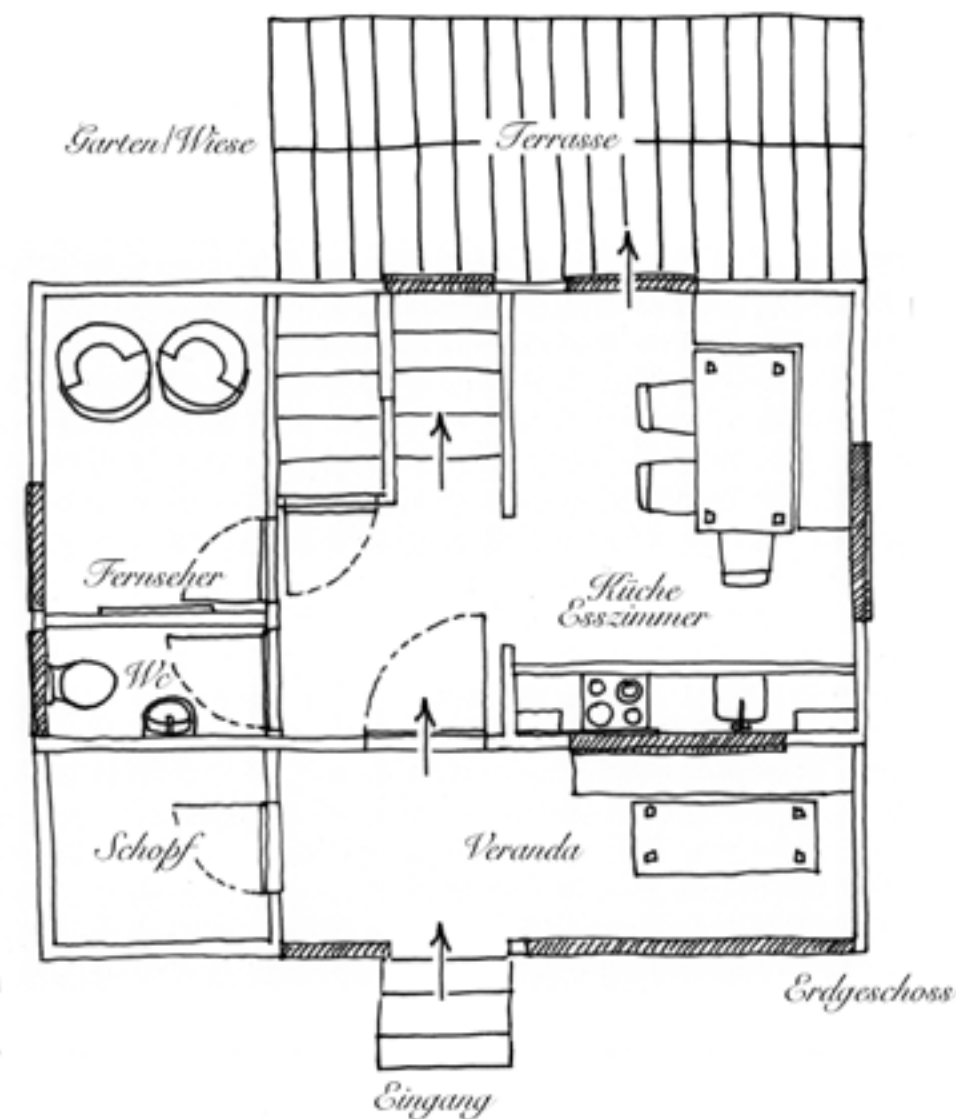 Garten/Wiese
Terrasse
Fernseher
Küche
Esszimmer
Wc
Schopf
Veranda
Erdgeschoss
Eingang